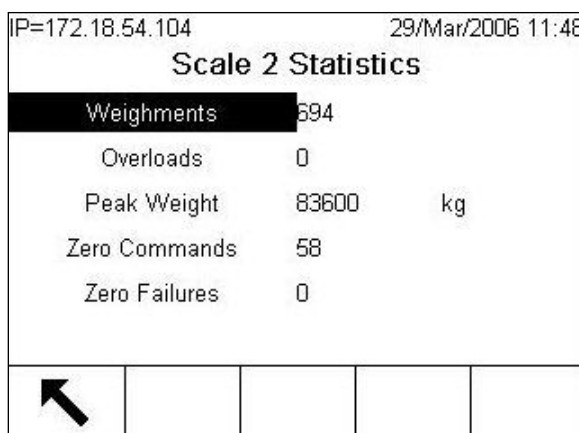 IP=172.18.54.104 29/Mar/2006 11:48
Scale 2 Statistics
Weighments 694
Overloads 0
Peak Weight 83600 kg
Zero Commands 58
Zero Failures 0